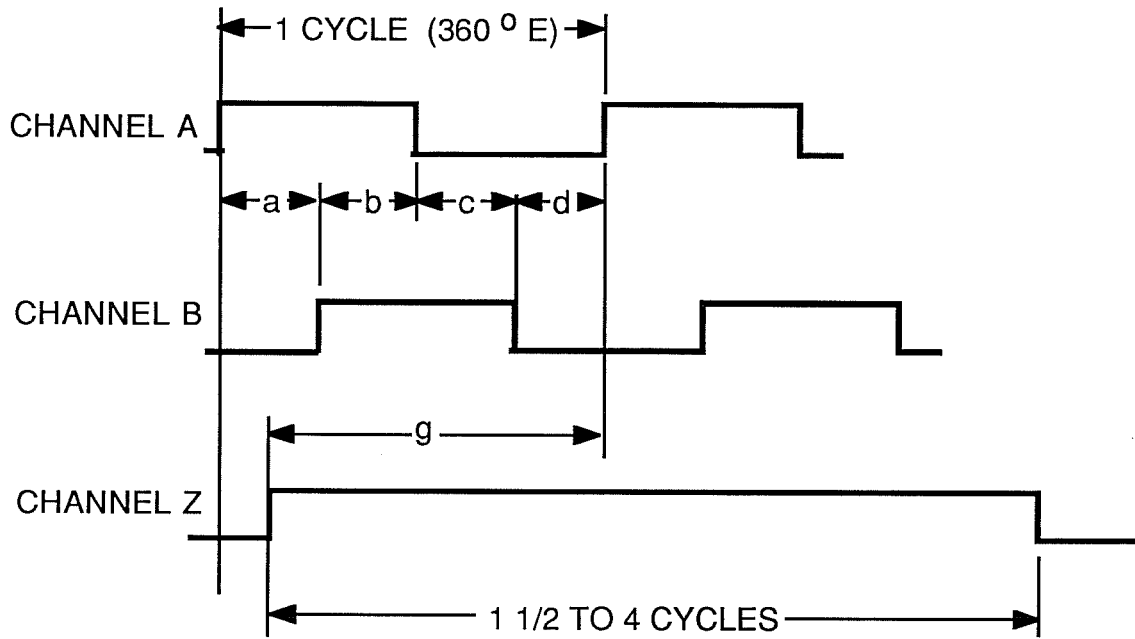 1 CYCLE (360 O E)
CHANNEL A
a b c d
CHANNEL B
g
CHANNEL Z
1 1/2 TO 4 CYCLES